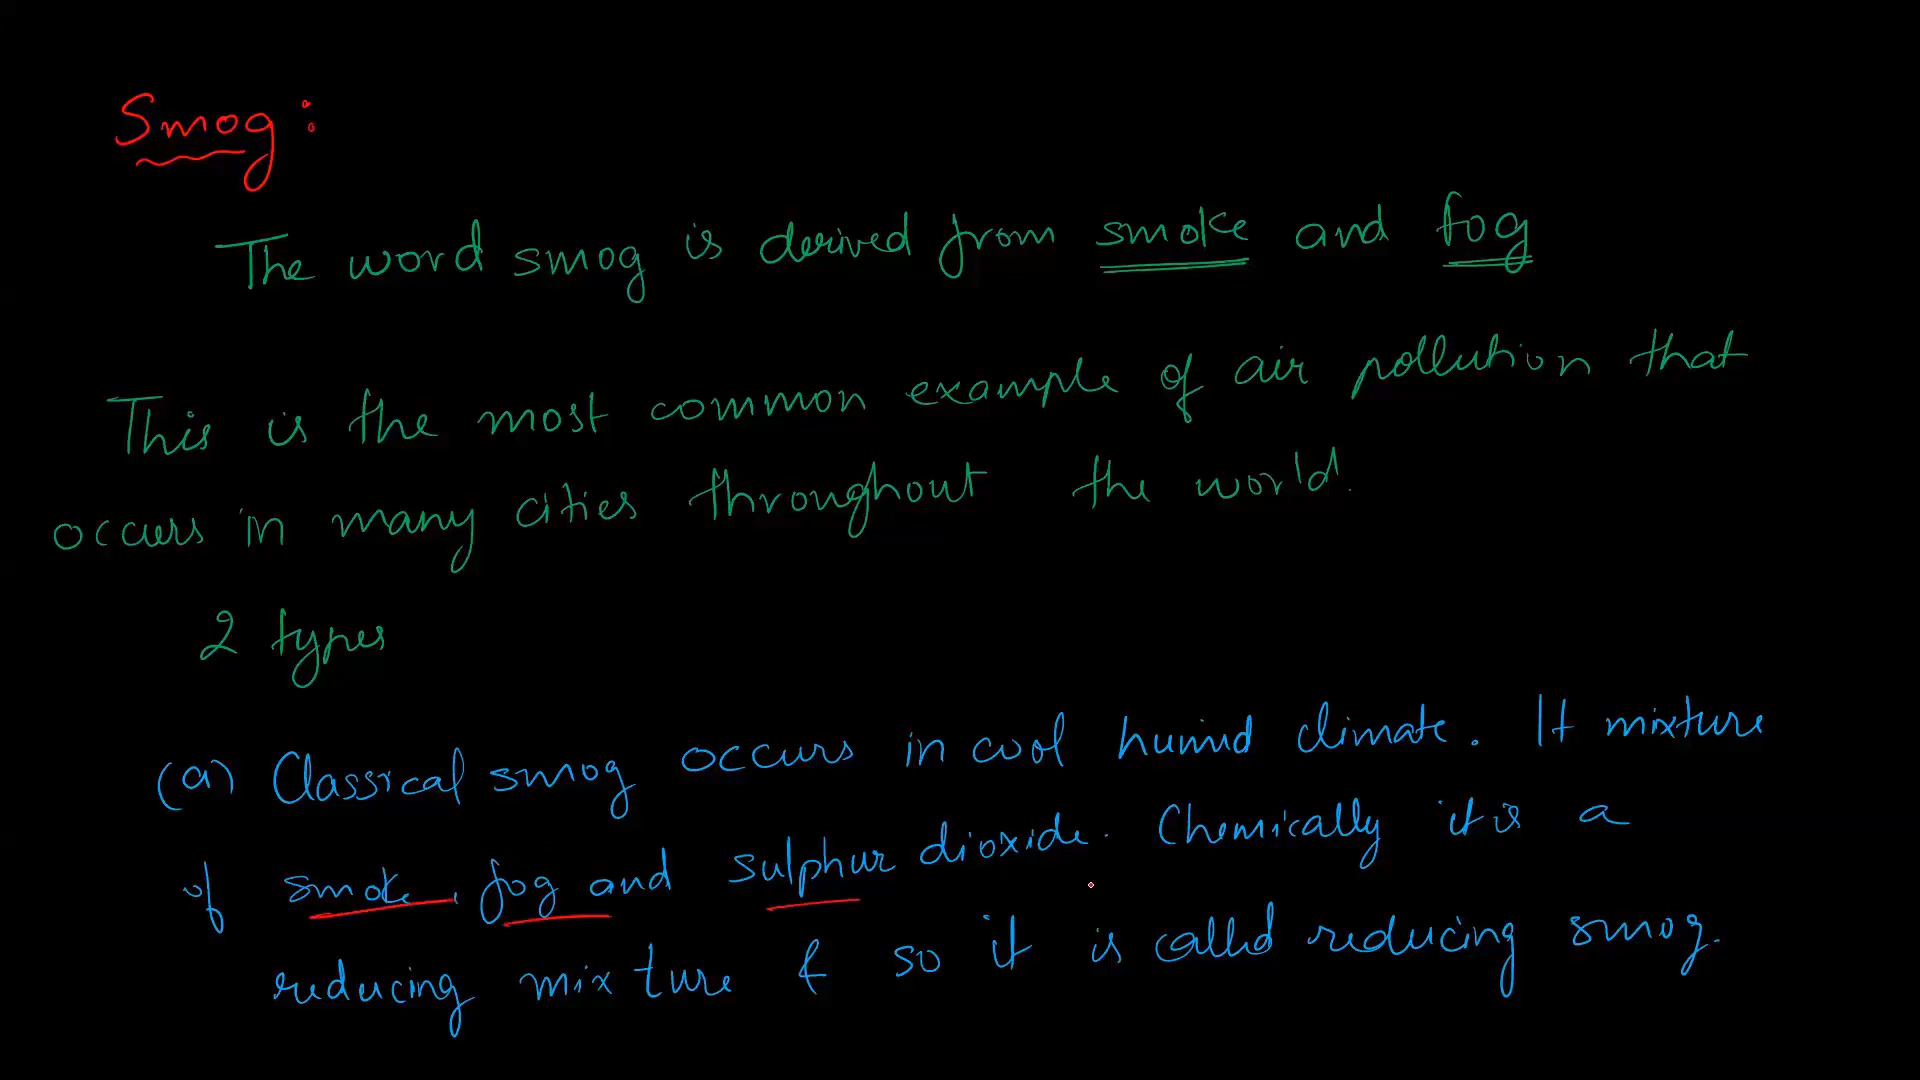 Smog:
The word smog is derived from smoke and fog
This is the most common example of air pollution that
occurs in many cities throughout the world.
2 types
(a) Classical smog occurs in cool humid climate. It mixture
of smoke, fog and sulphur dioxide. Chemically it is a
reducing mixture & so it is called reducing smog.